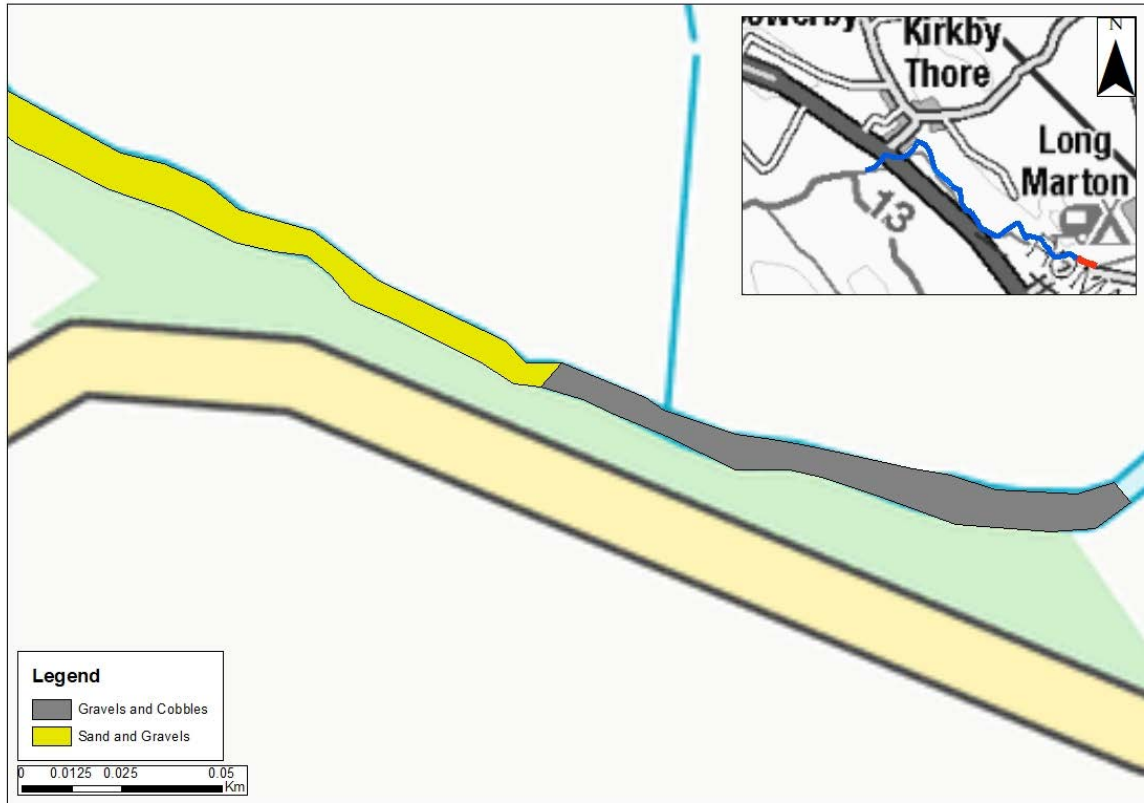 N
Kirkby
Thore
Long
Marton
13
Legend
Gravels and Cobbles
Sand and Gravels
0 0.0125 0.025 0.05
Km